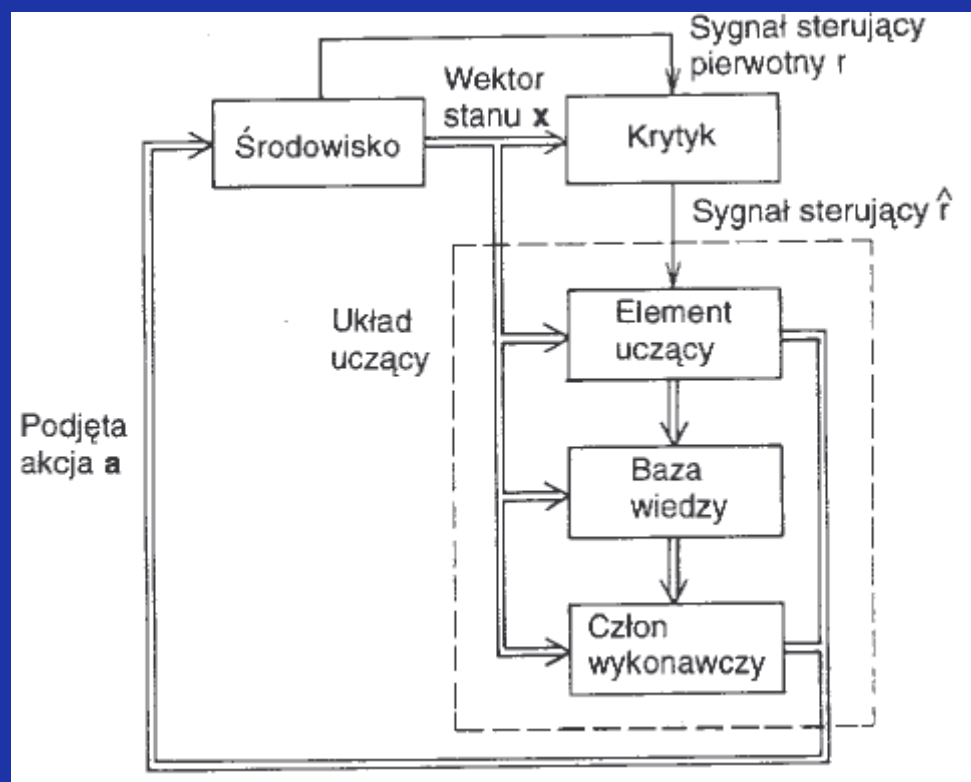 Sygnał sterujący
pierwotny r
Wektor
stanu x
Środowisko
Krytyk
Sygnał sterujący r̂
Układ
uczący
Element
uczący
Podjęta
akcja a
Baza
wiedzy
Człon
wykonawczy